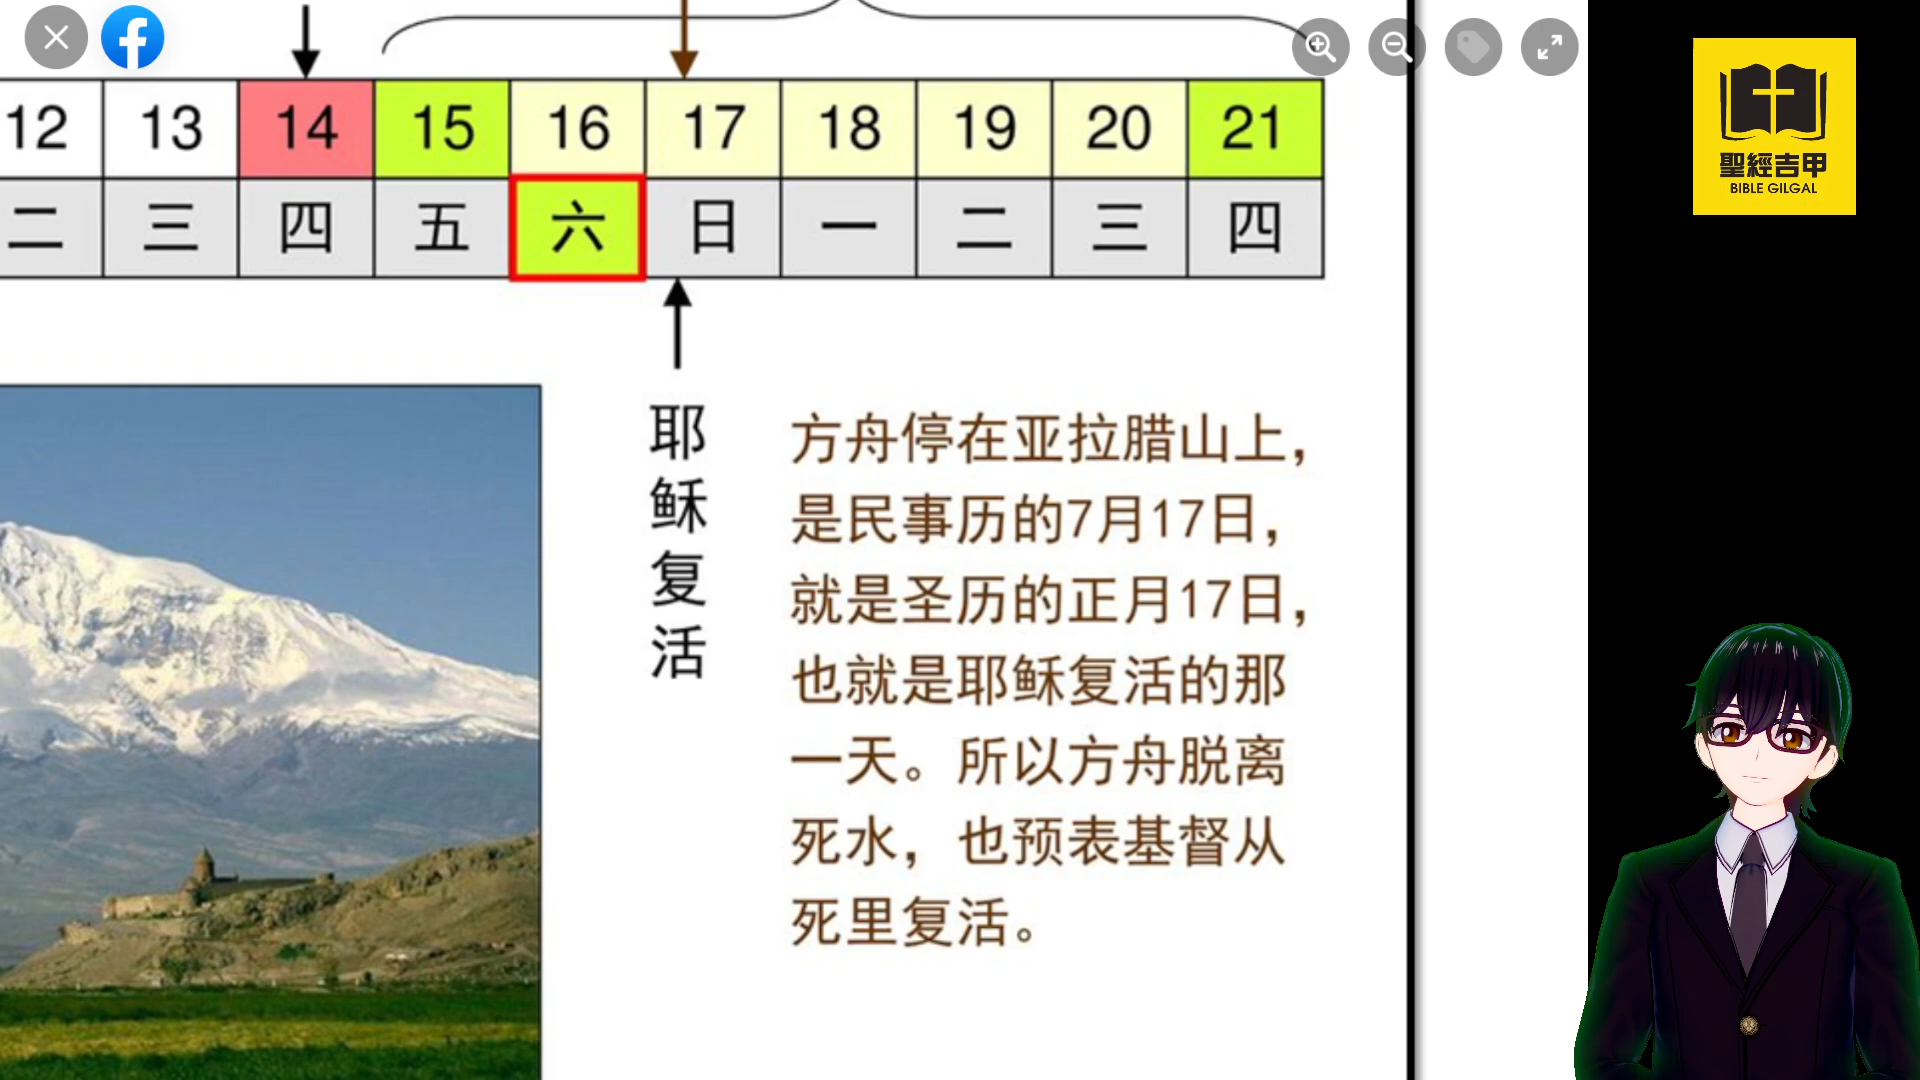 12 13 14 15 16 17 18 19 20 21
二 三 四 五 六 日 一 二 三 四
耶稣复活
方舟停在亚拉腊山上，
是民事历的7月17日，
就是圣历的正月17日，
也就是耶稣复活的那
一天。所以方舟脱离
死水，也预表基督从
死里复活。
聖經吉甲
BIBLE GILGAL